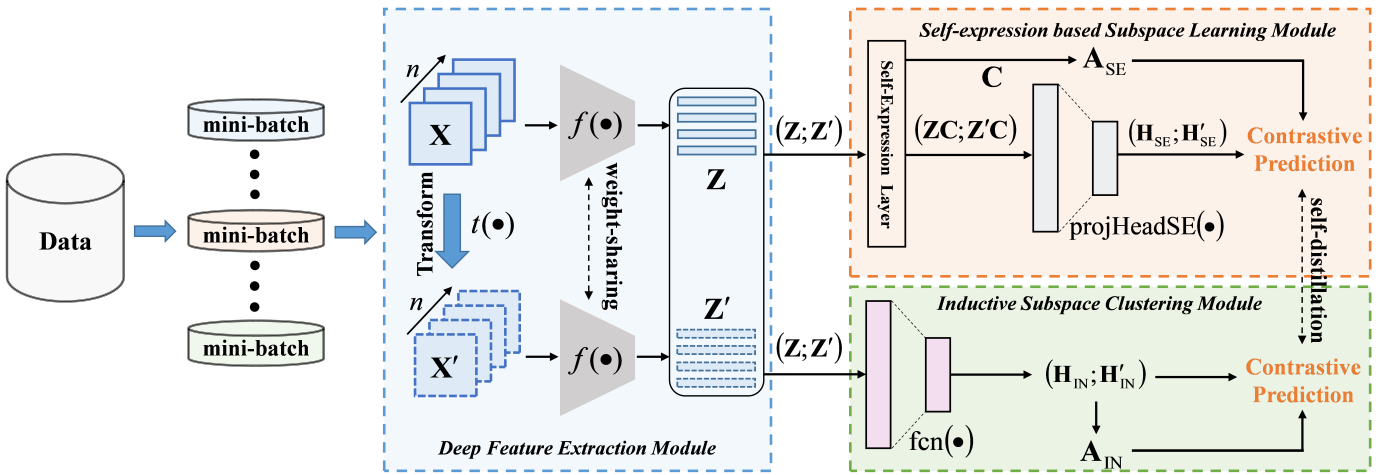 Data
mini-batch
mini-batch
mini-batch
n
X
Transform
t(•)
n
X′
f(•)
weight-sharing
f(•)
Z
Z′
Deep Feature Extraction Module
(Z; Z′)
(Z; Z′)
Self-expression based Subspace Learning Module
Self-Expression Layer
C
A_SE
(ZC; Z′C)
(H_SE; H′_SE)
projHeadSE(•)
Contrastive
Prediction
self-distillation
Inductive Subspace Clustering Module
fcn(•)
(H_IN; H′_IN)
A_IN
Contrastive
Prediction